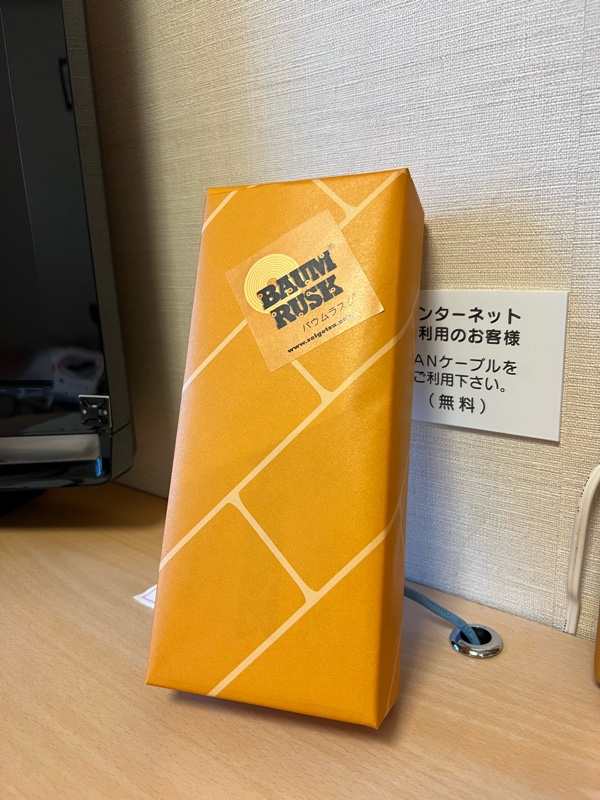 BAUM
RUSK
®
バウムラスク
ンターネット
利用のお客様
ANケーブルを
ご利用下さい。
(無料)